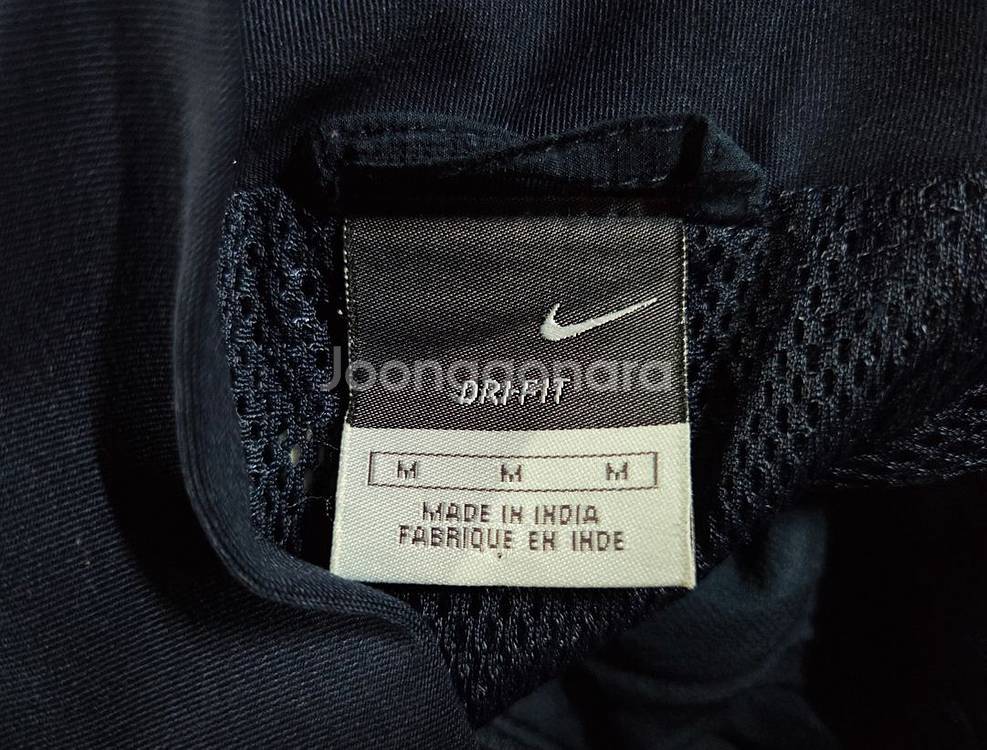 Joonggonara
DRI-FIT
M M M
MADE IN INDIA
FABRIQUE EN INDE